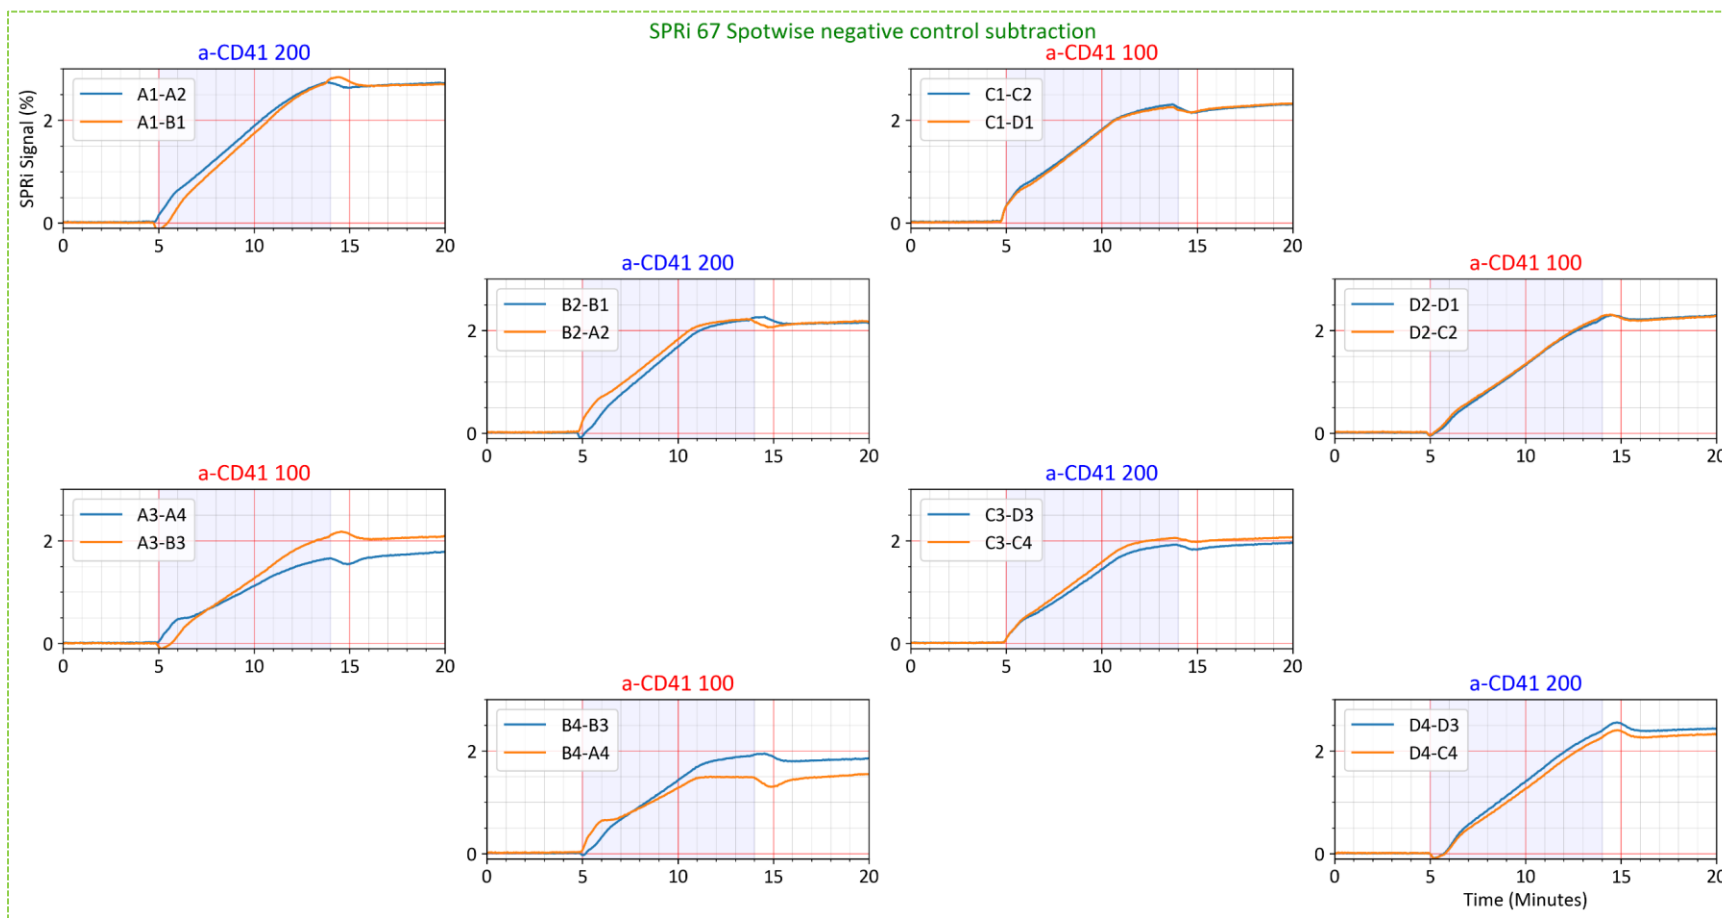 SPRi 67 Spotwise negative control subtraction
a-CD41 200
a-CD41 100
SPRi Signal (%)
A1-A2
A1-B1
2
0
0 5 10 15 20
C1-C2
C1-D1
2
0
0 5 10 15 20
a-CD41 200
a-CD41 100
B2-B1
B2-A2
2
0
0 5 10 15 20
D2-D1
D2-C2
2
0
0 5 10 15 20
a-CD41 100
a-CD41 200
A3-A4
A3-B3
2
0
0 5 10 15 20
C3-D3
C3-C4
2
0
0 5 10 15 20
a-CD41 100
a-CD41 200
B4-B3
B4-A4
2
0
0 5 10 15 20
D4-D3
D4-C4
2
0
0 5 10 15 20
Time (Minutes)